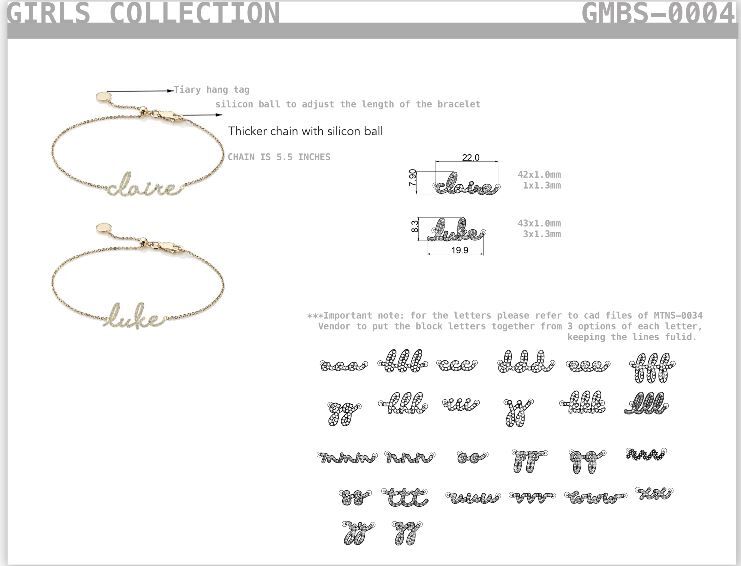 GIRLS COLLECTION
GMBS-0004
Tiary hang tag
silicon ball to adjust the length of the bracelet
Thicker chain with silicon ball
CHAIN IS 5.5 INCHES
claire
luke
22.0
7.90
claire
42x1.0mm
1x1.3mm
8.3
luke
19.9
43x1.0mm
3x1.3mm
***Important note: for the letters please refer to cad files of MTNS-0034
Vendor to put the block letters together from 3 options of each letter,
keeping the lines fulid.